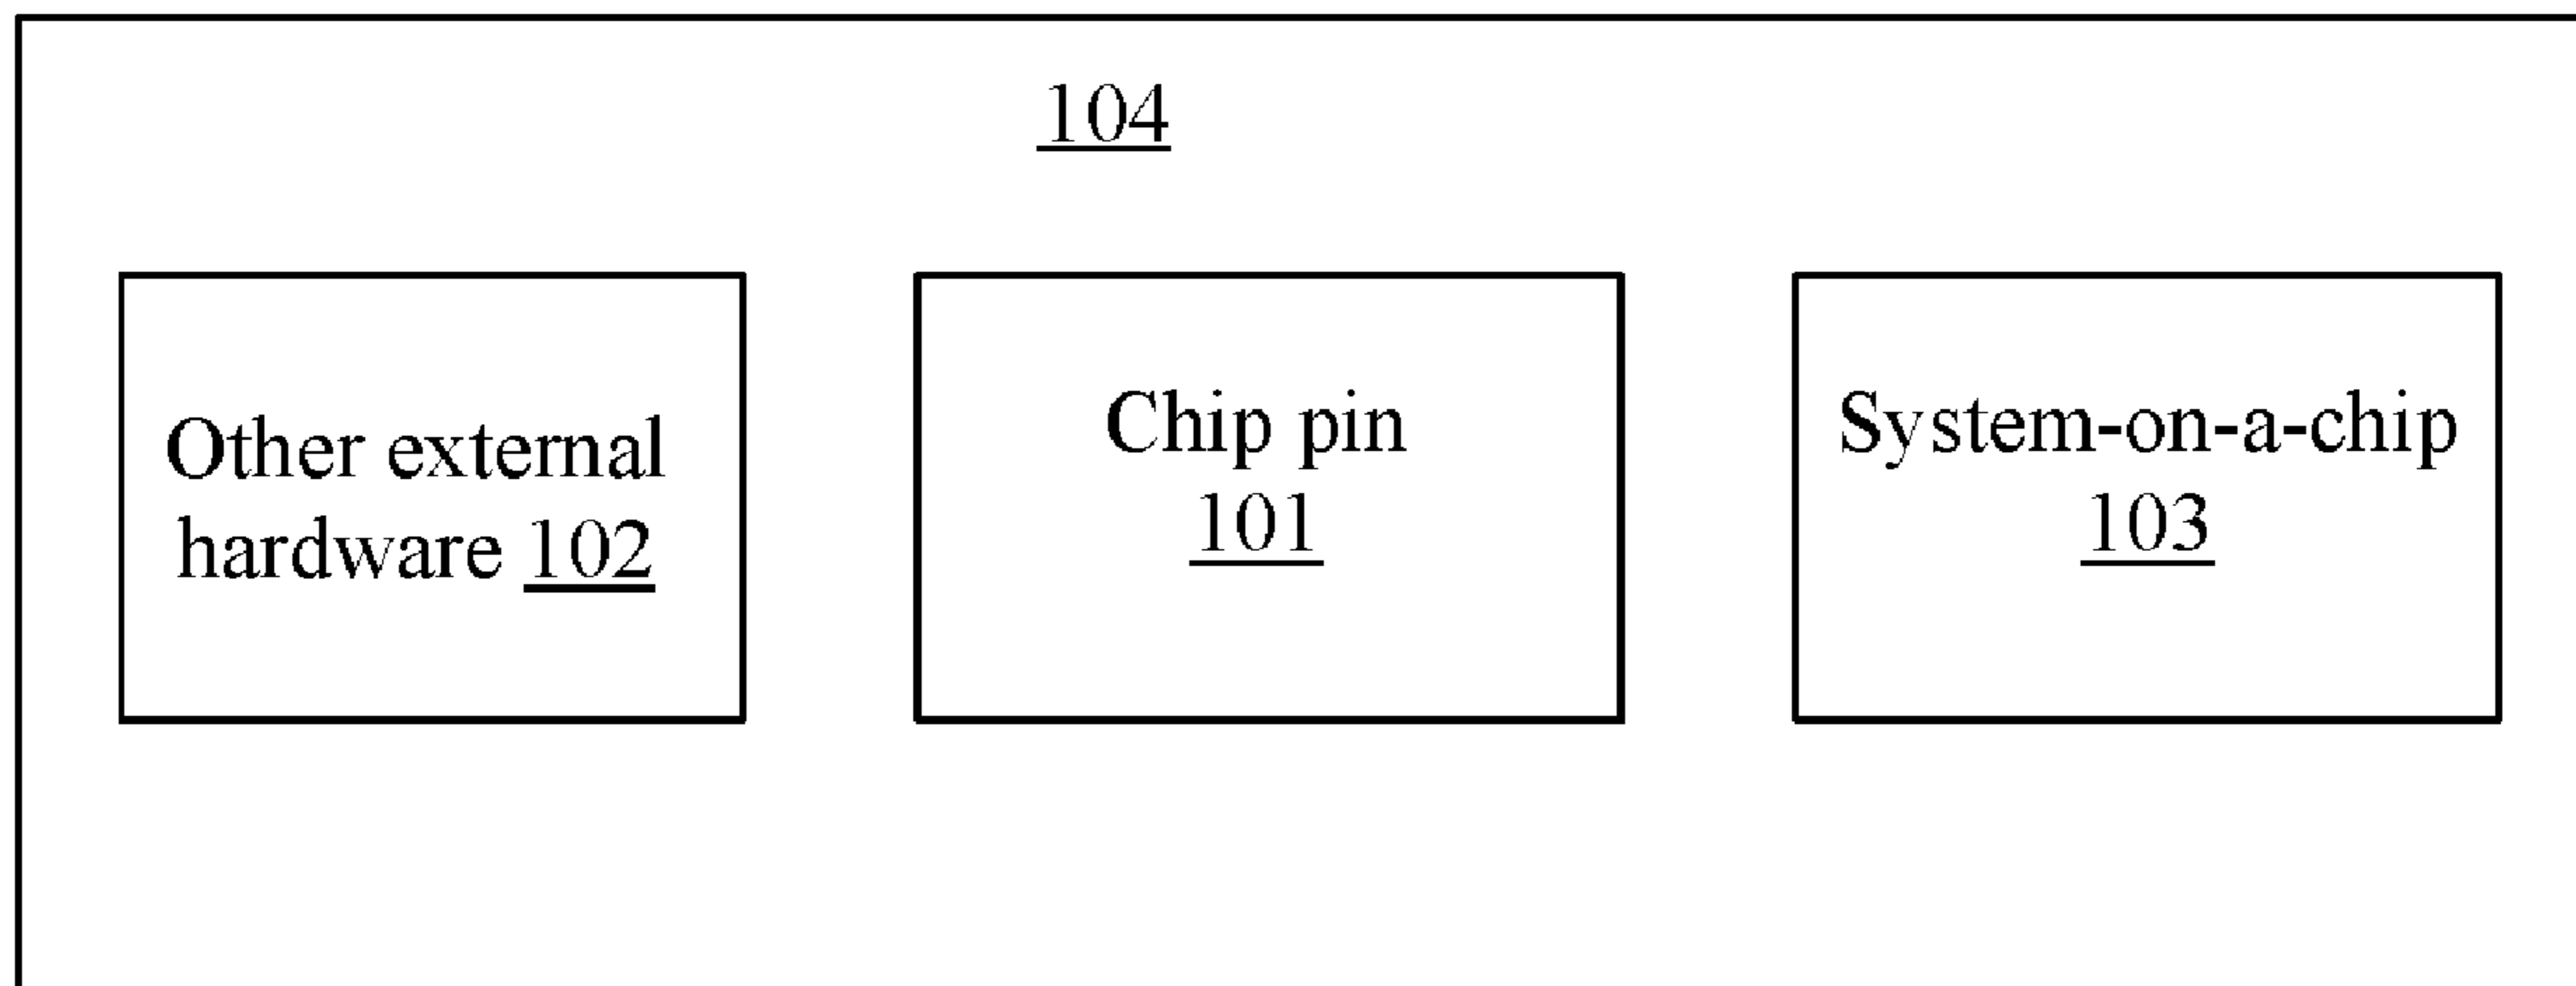 104
Other external
hardware 102
Chip pin
101
System-on-a-chip
103